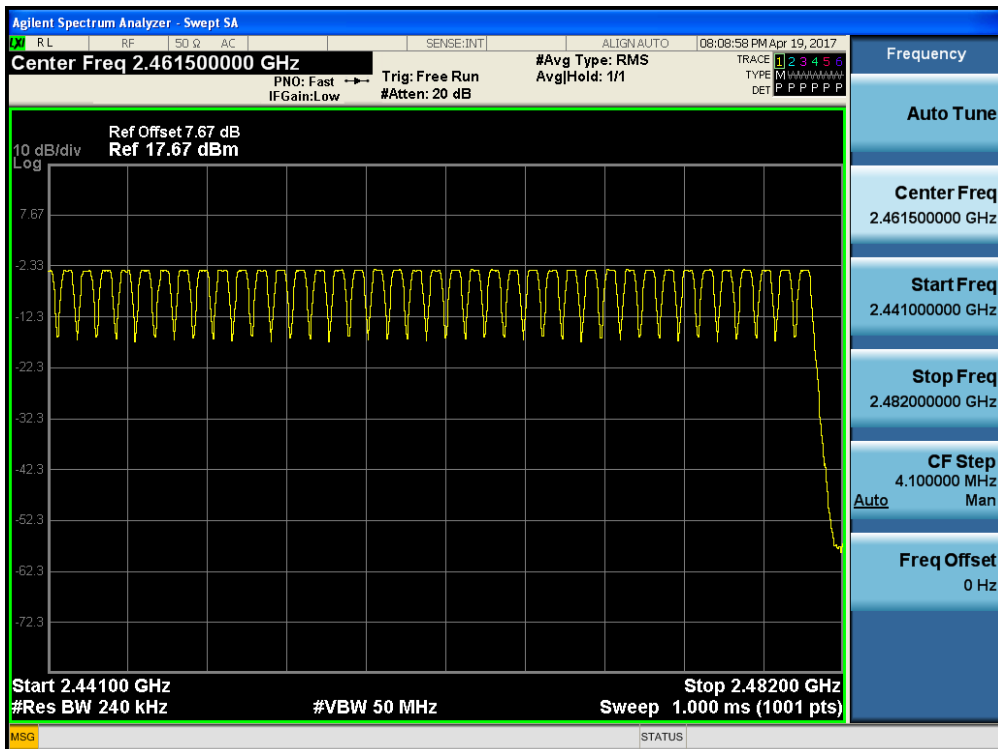 Agilent Spectrum Analyzer - Swept SA
LXI RL RF 50 Ω AC SENSE:INT ALIGN AUTO 08:08:58 PM Apr 19, 2017
Center Freq 2.461500000 GHz #Avg Type: RMS TRACE 1 2 3 4 5 6
PNO: Fast Trig: Free Run Avg|Hold: 1/1 TYPE M WWWWW
IFGain:Low #Atten: 20 dB DET P P P P P P
Ref Offset 7.67 dB
10 dB/div Ref 17.67 dBm
Log
7.67
-2.33
-12.3
-22.3
-32.3
-42.3
-52.3
-62.3
-72.3
Start 2.44100 GHz Stop 2.48200 GHz
#Res BW 240 kHz #VBW 50 MHz Sweep 1.000 ms (1001 pts)
MSG STATUS
Frequency
Auto Tune
Center Freq
2.461500000 GHz
Start Freq
2.441000000 GHz
Stop Freq
2.482000000 GHz
CF Step
4.100000 MHz
Auto Man
Freq Offset
0 Hz